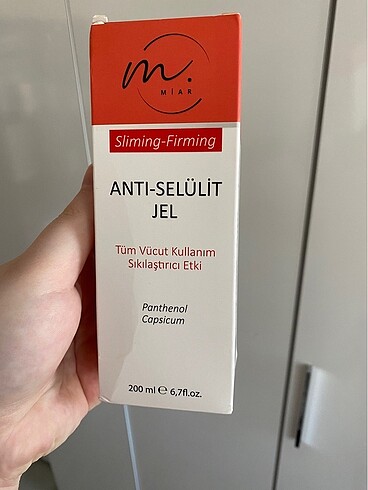 m.
MİAR
Sliming-Firming
ANTI-SELÜLİT
JEL
Tüm Vücut Kullanım
Sıkılaştırıcı Etki
Panthenol
Capsicum
200 ml ℮ 6,7fl.oz.